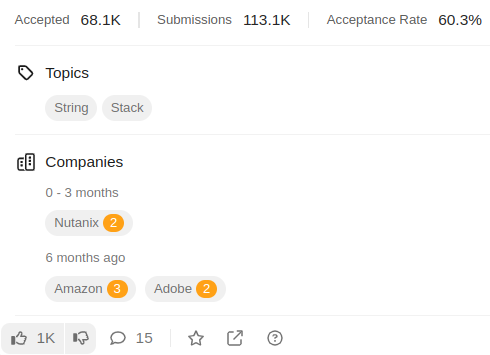 Accepted 68.1K Submissions 113.1K Acceptance Rate 60.3%
Topics
String Stack
Companies
0 - 3 months
Nutanix 2
6 months ago
Amazon 3 Adobe 2
1K 15